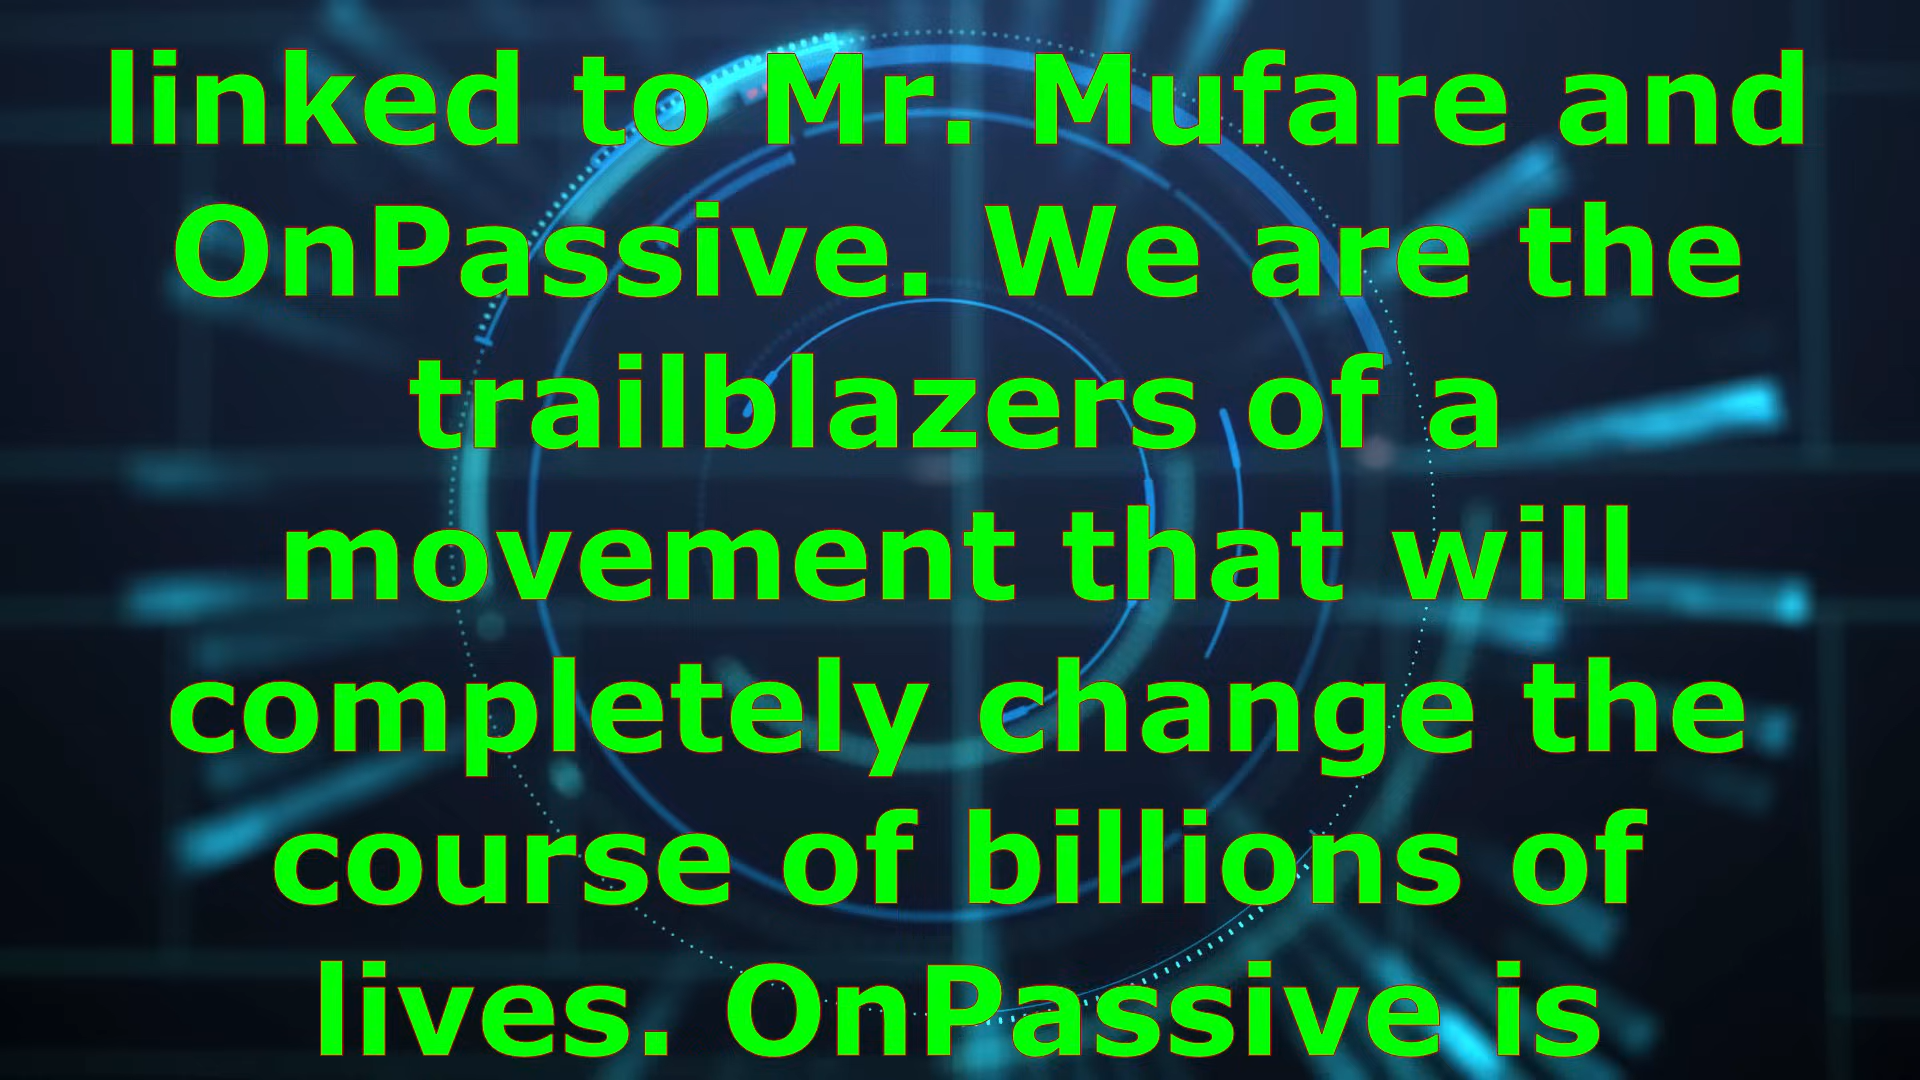 linked to Mr. Mufare and
OnPassive. We are the
trailblazers of a
movement that will
completely change the
course of billions of
lives. OnPassive is